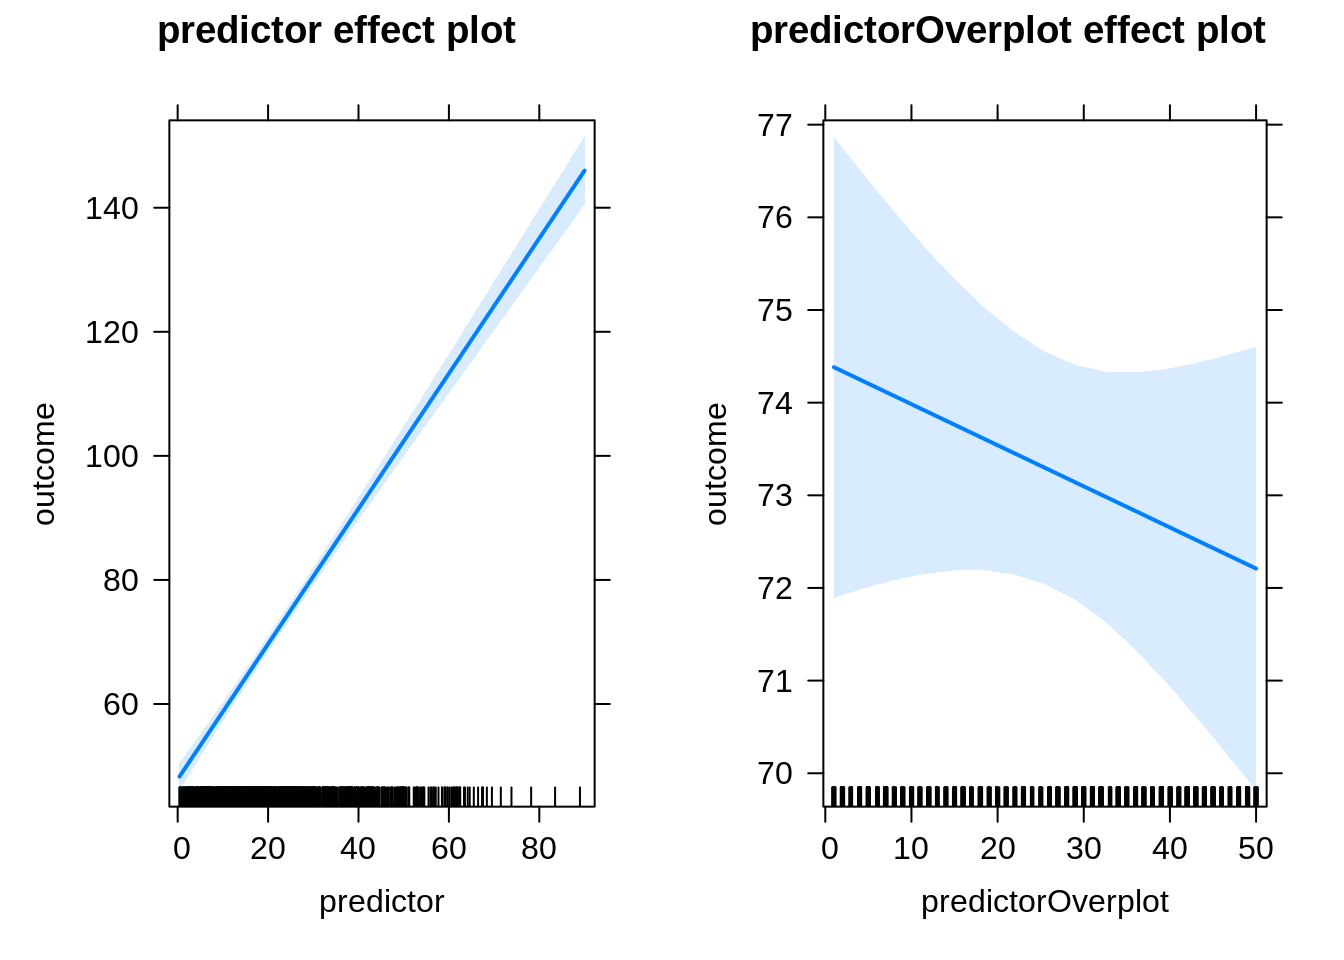 predictor effect plot
140
120
100
80
60
outcome
0 20 40 60 80
predictor
predictorOverplot effect plot
77
76
75
74
73
72
71
70
outcome
0 10 20 30 40 50
predictorOverplot